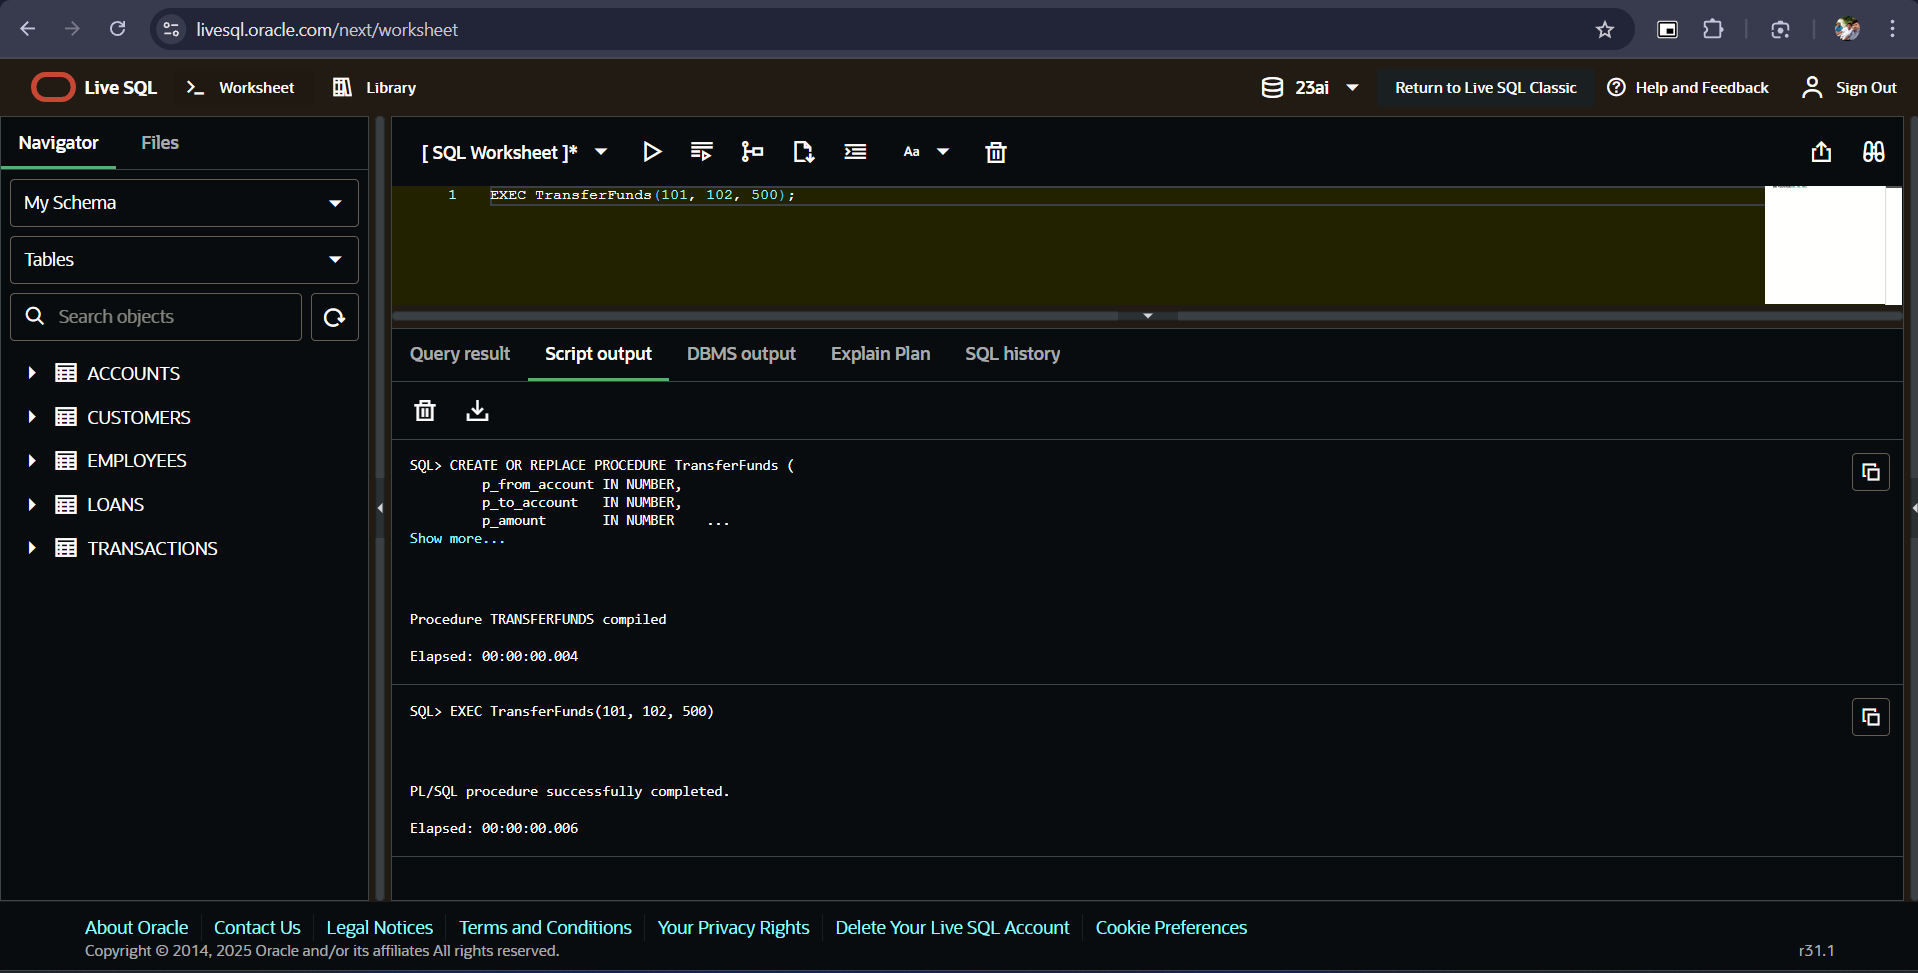 livesql.oracle.com/next/worksheet
Live SQL
Worksheet
Library
23ai
Return to Live SQL Classic
Help and Feedback
Sign Out
Navigator
Files
My Schema
Tables
Search objects
ACCOUNTS
CUSTOMERS
EMPLOYEES
LOANS
TRANSACTIONS
[ SQL Worksheet ]*
Aa
1 EXEC TransferFunds(101, 102, 500);
Query result
Script output
DBMS output
Explain Plan
SQL history
SQL> CREATE OR REPLACE PROCEDURE TransferFunds (
p_from_account IN NUMBER,
p_to_account IN NUMBER,
p_amount IN NUMBER ...
Show more...
Procedure TRANSFERFUNDS compiled
Elapsed: 00:00:00.004
SQL> EXEC TransferFunds(101, 102, 500)
PL/SQL procedure successfully completed.
Elapsed: 00:00:00.006
About Oracle
Contact Us
Legal Notices
Terms and Conditions
Your Privacy Rights
Delete Your Live SQL Account
Cookie Preferences
Copyright © 2014, 2025 Oracle and/or its affiliates All rights reserved.
r31.1